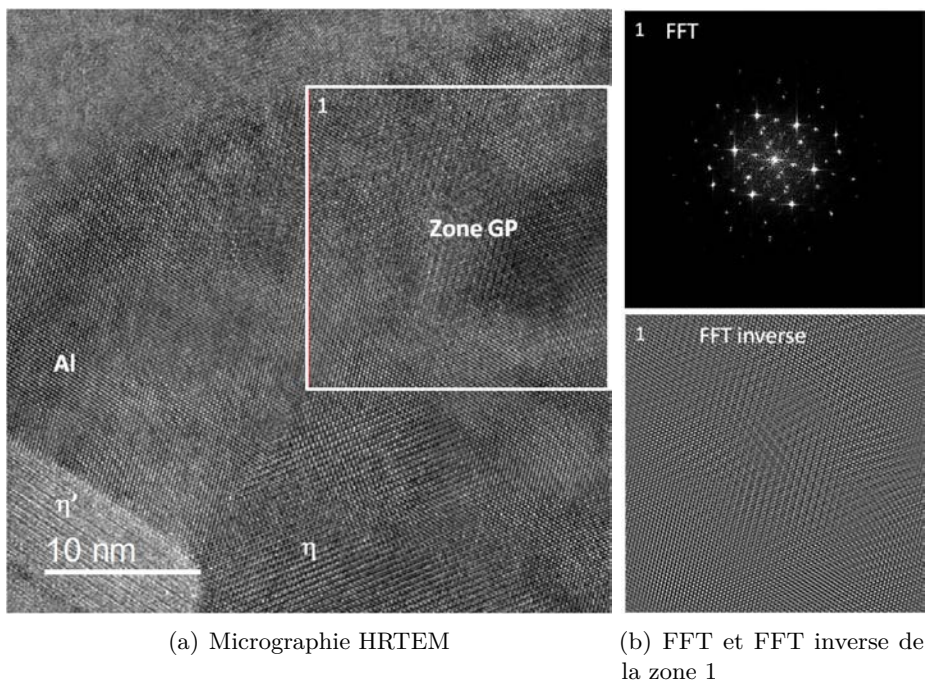 1
Zone GP
Al
η'
10 nm
η
1 FFT
1 FFT inverse
(a) Micrographie HRTEM
(b) FFT et FFT inverse de
la zone 1